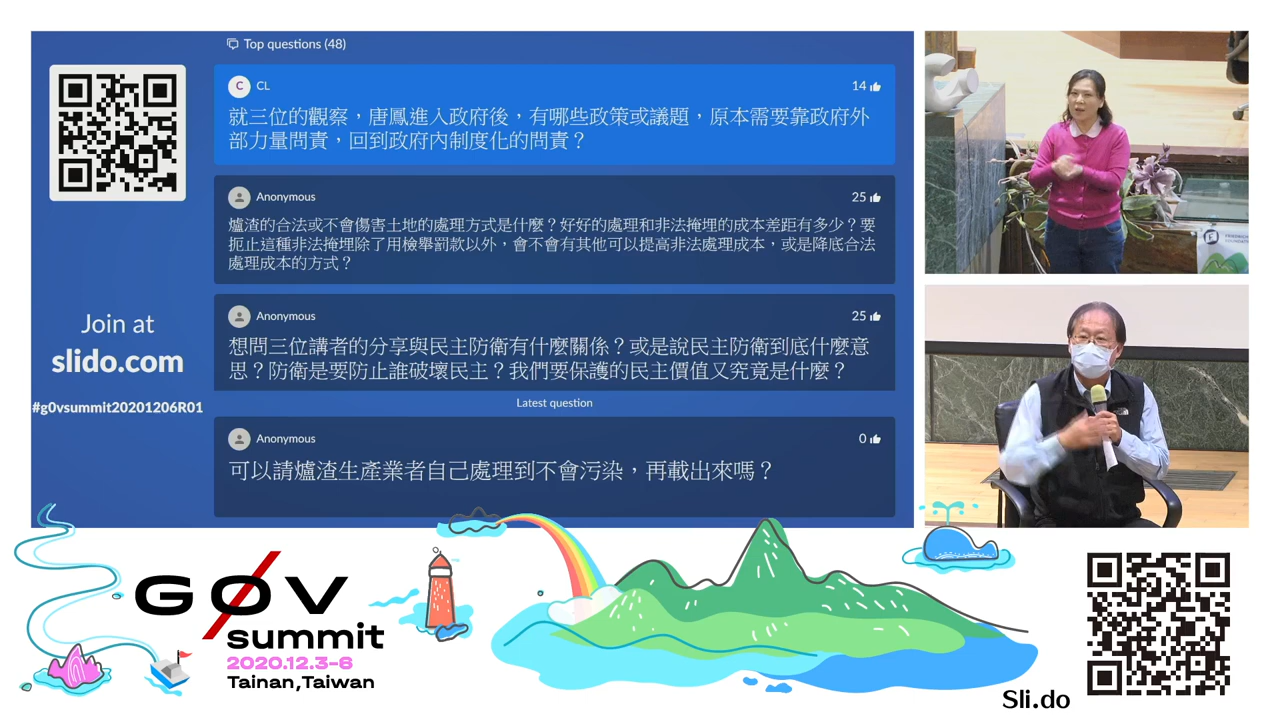 Top questions (48)
C CL 14
就三位的觀察，唐鳳進入政府後，有哪些政策或議題，原本需要靠政府外
部力量問責，回到政府內制度化的問責？
Anonymous 25
爐渣的合法或不會傷害土地的處理方式是什麼？好好的處理和非法掩埋的成本差距有多少？要
扼止這種非法掩埋除了用檢舉罰款以外，會不會有其他可以提高非法處理成本，或是降底合法
處理成本的方式？
Anonymous 25
想問三位講者的分享與民主防衛有什麼關係？或是說民主防衛到底什麼意
思？防衛是要防止誰破壞民主？我們要保護的民主價值又究竟是什麼？
Latest question
Anonymous 0
可以請爐渣生產業者自己處理到不會污染，再載出來嗎？
Join at
slido.com
#g0vsummit20201206R01
GØV
summit
2020.12.3-6
Tainan,Taiwan
Sli.do